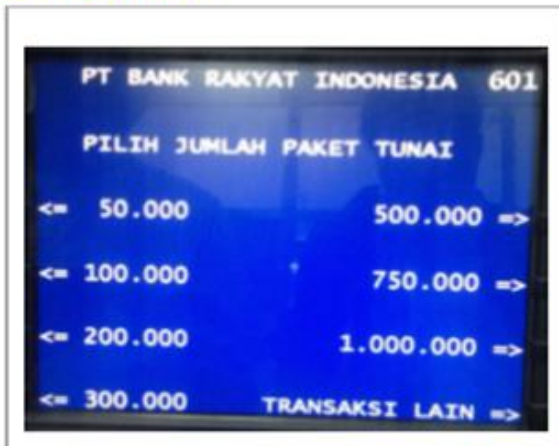 PT BANK RAKYAT INDONESIA 601
PILIH JUMLAH PAKET TUNAI
<= 50.000 500.000 =>
<= 100.000 750.000 =>
<= 200.000 1.000.000 =>
<= 300.000 TRANSAKSI LAIN =>